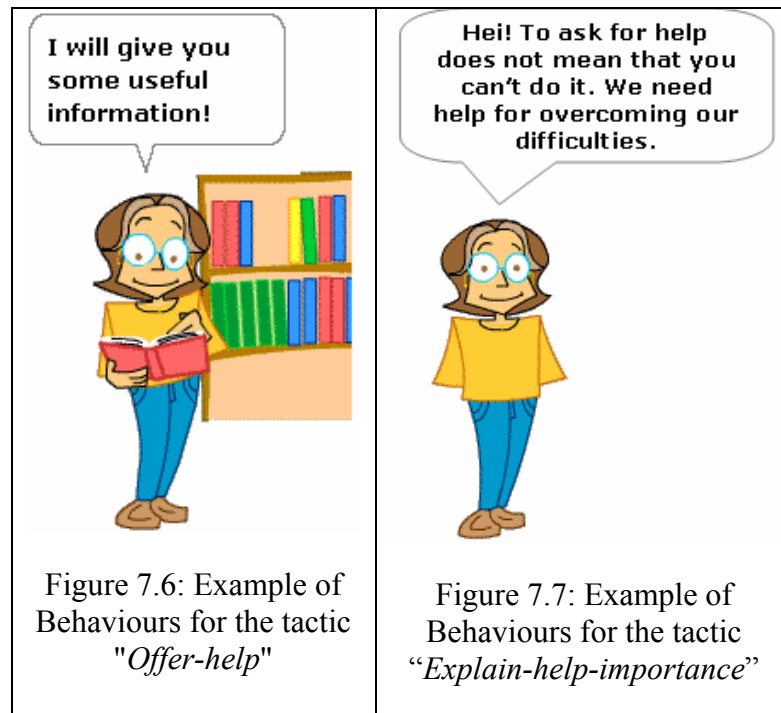 I will give you
some useful
information!
Figure 7.6: Example of
Behaviours for the tactic
"Offer-help"
Hei! To ask for help
does not mean that you
can't do it. We need
help for overcoming our
difficulties.
Figure 7.7: Example of
Behaviours for the tactic
“Explain-help-importance”